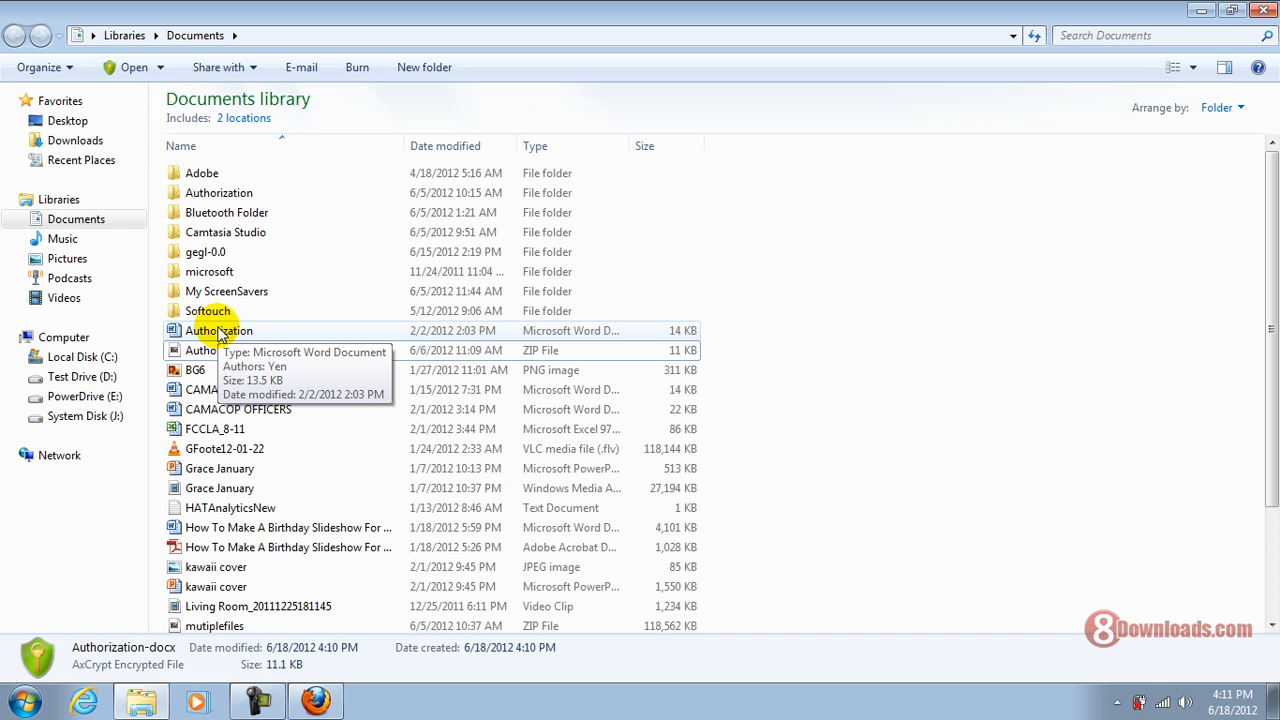 Libraries Documents
Search Documents
Organize Open Share with E-mail Burn New folder
Documents library
Includes: 2 locations
Arrange by: Folder
Name Date modified Type Size
Favorites
Desktop
Downloads
Recent Places
Libraries
Documents
Music
Pictures
Podcasts
Videos
Computer
Local Disk (C:)
Test Drive (D:)
PowerDrive (E:)
System Disk (J:)
Network
Adobe 4/18/2012 5:16 AM File folder
Authorization 6/5/2012 10:15 AM File folder
Bluetooth Folder 6/5/2012 1:21 AM File folder
Camtasia Studio 6/5/2012 9:51 AM File folder
gegl-0.0 6/15/2012 2:19 PM File folder
microsoft 11/24/2011 11:04 ... File folder
My ScreenSavers 6/5/2012 11:44 AM File folder
Softouch 5/12/2012 9:06 AM File folder
Authorization 2/2/2012 2:03 PM Microsoft Word D... 14 KB
Autho 6/6/2012 11:09 AM ZIP File 11 KB
Type: Microsoft Word Document
Authors: Yen
Size: 13.5 KB
Date modified: 2/2/2012 2:03 PM
BG6 1/27/2012 11:01 AM PNG image 311 KB
CAMA 1/15/2012 7:31 PM Microsoft Word D... 14 KB
CAMACOP OFFICERS 2/1/2012 3:14 PM Microsoft Word D... 22 KB
FCCLA_8-11 2/1/2012 3:44 PM Microsoft Excel 97... 86 KB
GFoote12-01-22 1/24/2012 2:33 AM VLC media file (.flv) 118,144 KB
Grace January 1/7/2012 10:13 PM Microsoft PowerP... 513 KB
Grace January 1/7/2012 10:37 PM Windows Media A... 27,194 KB
HATAnalyticsNew 1/13/2012 8:46 AM Text Document 1 KB
How To Make A Birthday Slideshow For ... 1/18/2012 5:59 PM Microsoft Word D... 4,101 KB
How To Make A Birthday Slideshow For ... 1/18/2012 5:26 PM Adobe Acrobat D... 1,028 KB
kawaii cover 2/1/2012 9:45 PM JPEG image 85 KB
kawaii cover 2/1/2012 9:45 PM Microsoft PowerP... 1,550 KB
Living Room_20111225181145 12/25/2011 6:11 PM Video Clip 1,234 KB
mutiplefiles 6/5/2012 10:45 AM ZIP File 118,562 KB
8Downloads.com
Authorization-docx Date modified: 6/18/2012 4:10 PM Date created: 6/18/2012 4:10 PM
AxCrypt Encrypted File Size: 11.1 KB
4:11 PM
6/18/2012